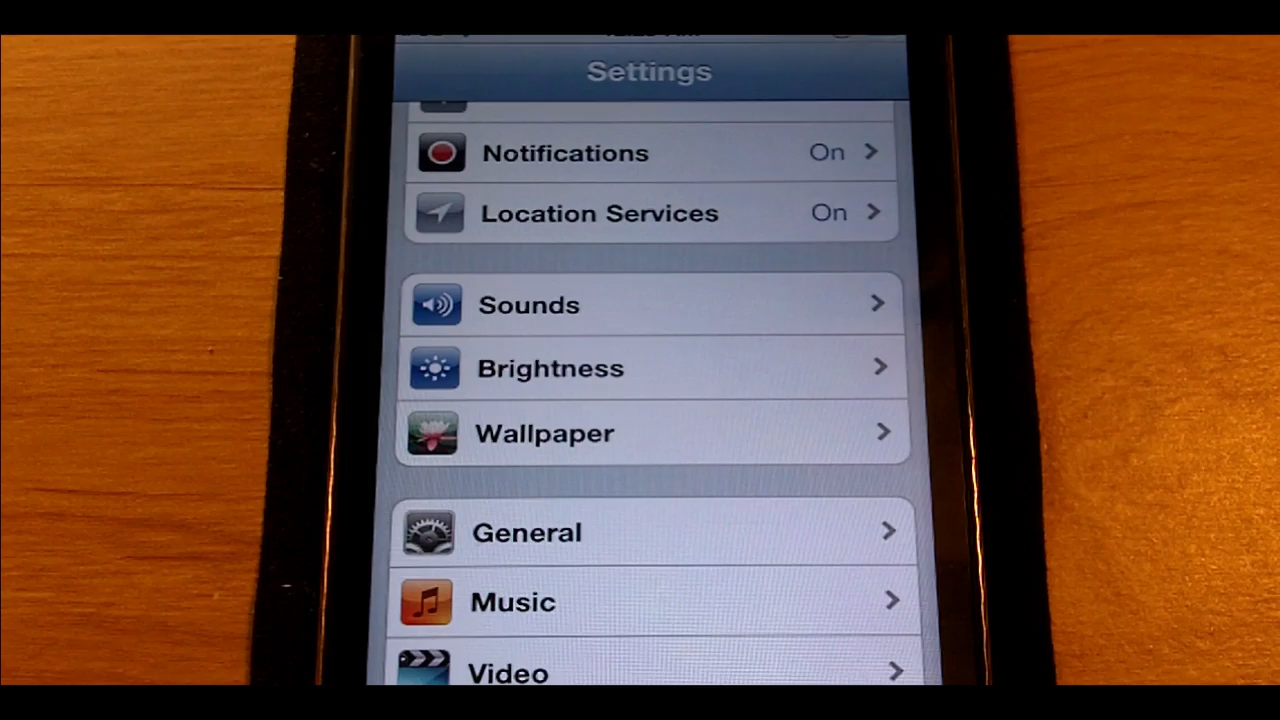 Settings
Notifications On
Location Services On
Sounds
Brightness
Wallpaper
General
Music
Video